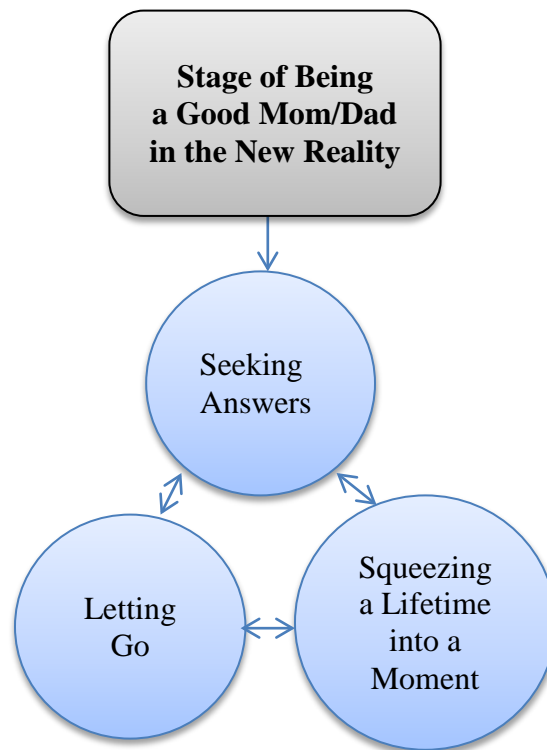 Stage of Being
a Good Mom/Dad
in the New Reality
Seeking
Answers
Letting
Go
Squeezing
a Lifetime
into a
Moment